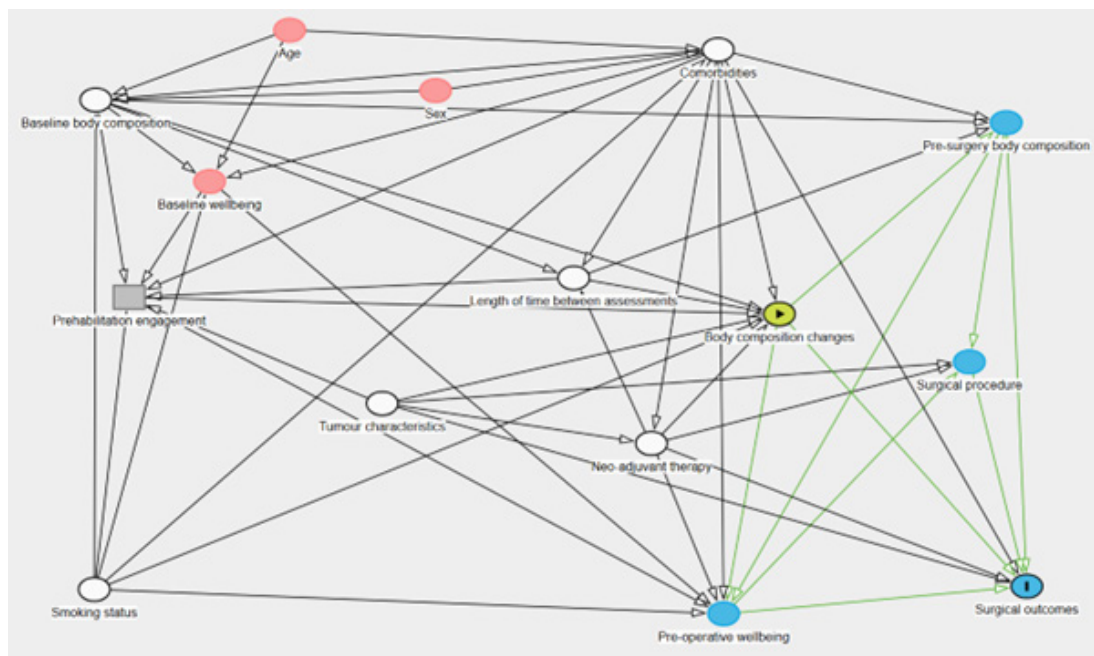 Age
Comorbidities
Sex
Baseline body composition
Pre-surgery body composition
Baseline wellbeing
Length of time between assessments
Prehabilitation engagement
Body composition changes
Surgical procedure
Tumour characteristics
Neo-adjuvant therapy
Smoking status
Surgical outcomes
Pre-operative wellbeing